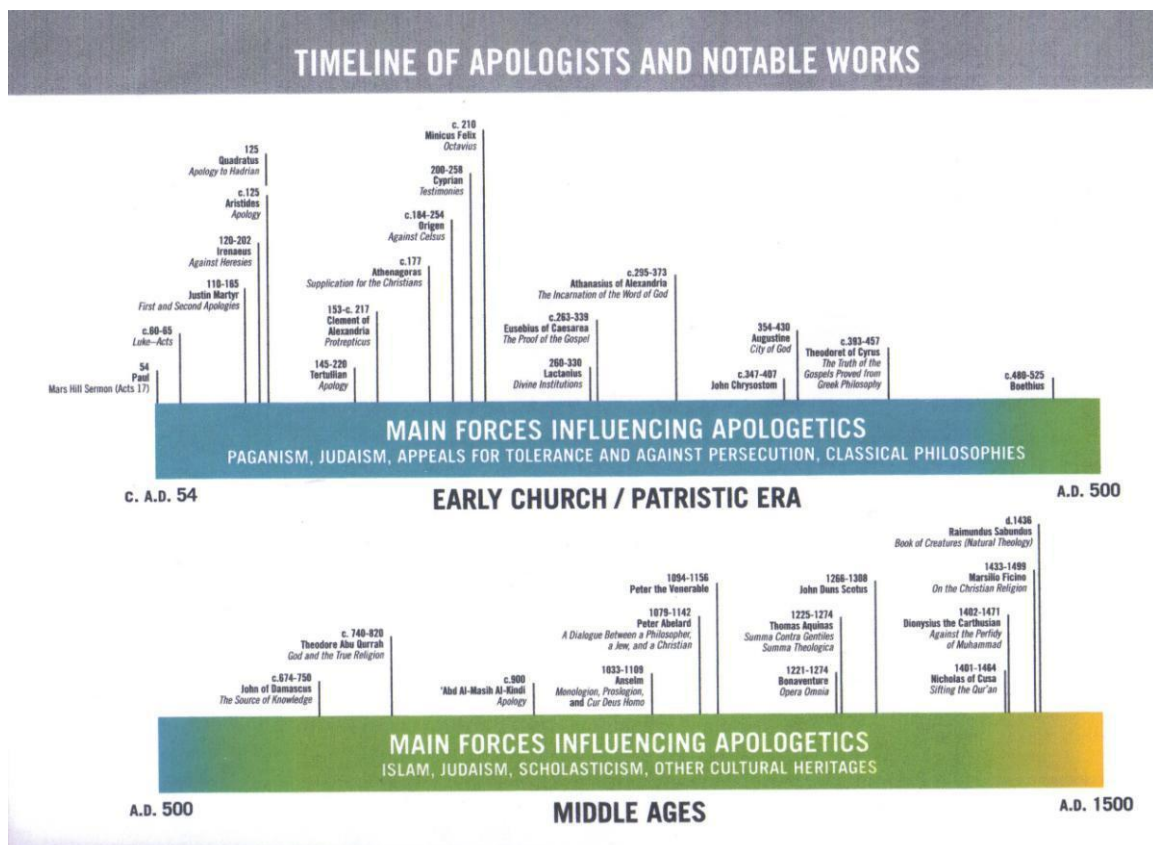 TIMELINE OF APOLOGISTS AND NOTABLE WORKS
125
Quadratus
Apology to Hadrian
c.125
Aristides
Apology
120-202
Irenaeus
Against Heresies
110-165
Justin Martyr
First and Second Apologies
c.60-65
Luke–Acts
54
Paul
Mars Hill Sermon (Acts 17)
c. 210
Minicus Felix
Octavius
200-258
Cyprian
Testimonies
c.184-254
Origen
Against Celsus
c.177
Athenagoras
Supplication for the Christians
153-c. 217
Clement of
Alexandria
Protrepticus
145-220
Tertullian
Apology
c.295-373
Athanasius of Alexandria
The Incarnation of the Word of God
c.263-339
Eusebius of Caesarea
The Proof of the Gospel
260-330
Lactanius
Divine Institutions
354-430
Augustine
City of God
c.347-407
John Chrysostom
c.393-457
Theodoret of Cyrus
The Truth of the
Gospels Proved from
Greek Philosophy
c.480-525
Boethius
MAIN FORCES INFLUENCING APOLOGETICS
PAGANISM, JUDAISM, APPEALS FOR TOLERANCE AND AGAINST PERSECUTION, CLASSICAL PHILOSOPHIES
C. A.D. 54
EARLY CHURCH / PATRISTIC ERA
A.D. 500
c.674-750
John of Damascus
The Source of Knowledge
c. 740-820
Theodore Abu Qurrah
God and the True Religion
c.900
'Abd Al-Masih Al-Kindi
Apology
1094-1156
Peter the Venerable
1079-1142
Peter Abelard
A Dialogue Between a Philosopher,
a Jew, and a Christian
1033-1109
Anselm
Monologion, Proslogion,
and Cur Deus Homo
1266-1308
John Duns Scotus
1225-1274
Thomas Aquinas
Summa Contra Gentiles
Summa Theologica
1221-1274
Bonaventure
Opera Omnia
d.1436
Raimundus Sabundus
Book of Creatures (Natural Theology)
1433-1499
Marsilio Ficino
On the Christian Religion
1402-1471
Dionysius the Carthusian
Against the Perfidy
of Muhammad
1401-1464
Nicholas of Cusa
Sifting the Qur'an
MAIN FORCES INFLUENCING APOLOGETICS
ISLAM, JUDAISM, SCHOLASTICISM, OTHER CULTURAL HERITAGES
A.D. 500
MIDDLE AGES
A.D. 1500